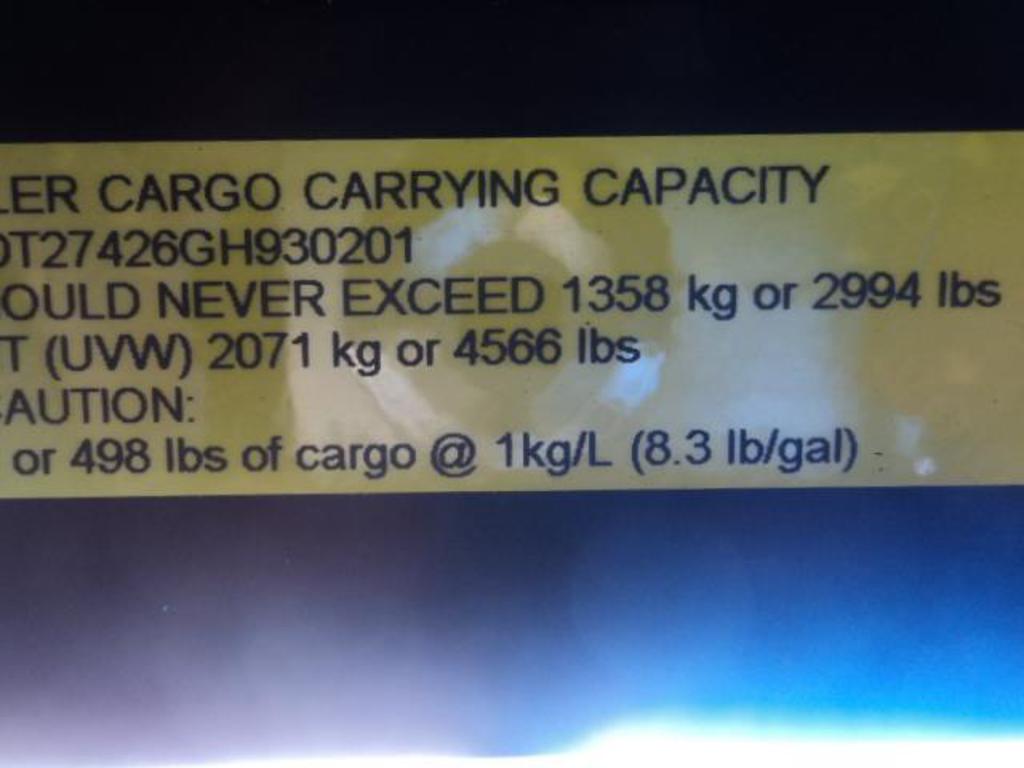 LER CARGO CARRYING CAPACITY
DT27426GH930201
OULD NEVER EXCEED 1358 kg or 2994 lbs
T (UVW) 2071 kg or 4566 lbs
CAUTION:
or 498 lbs of cargo @ 1kg/L (8.3 lb/gal)